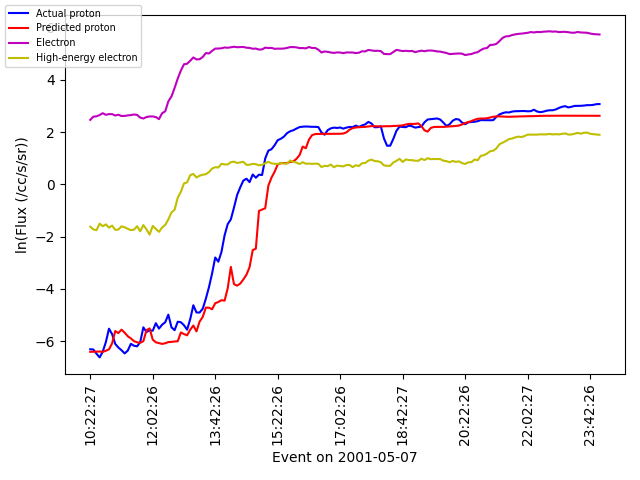 Actual proton
Predicted proton
Electron
High-energy electron
ln(Flux (/cc/s/sr))
4
2
0
−2
−4
−6
10:22:27
12:02:26
13:42:26
15:22:26
17:02:26
18:42:27
20:22:26
22:02:27
23:42:26
Event on 2001-05-07